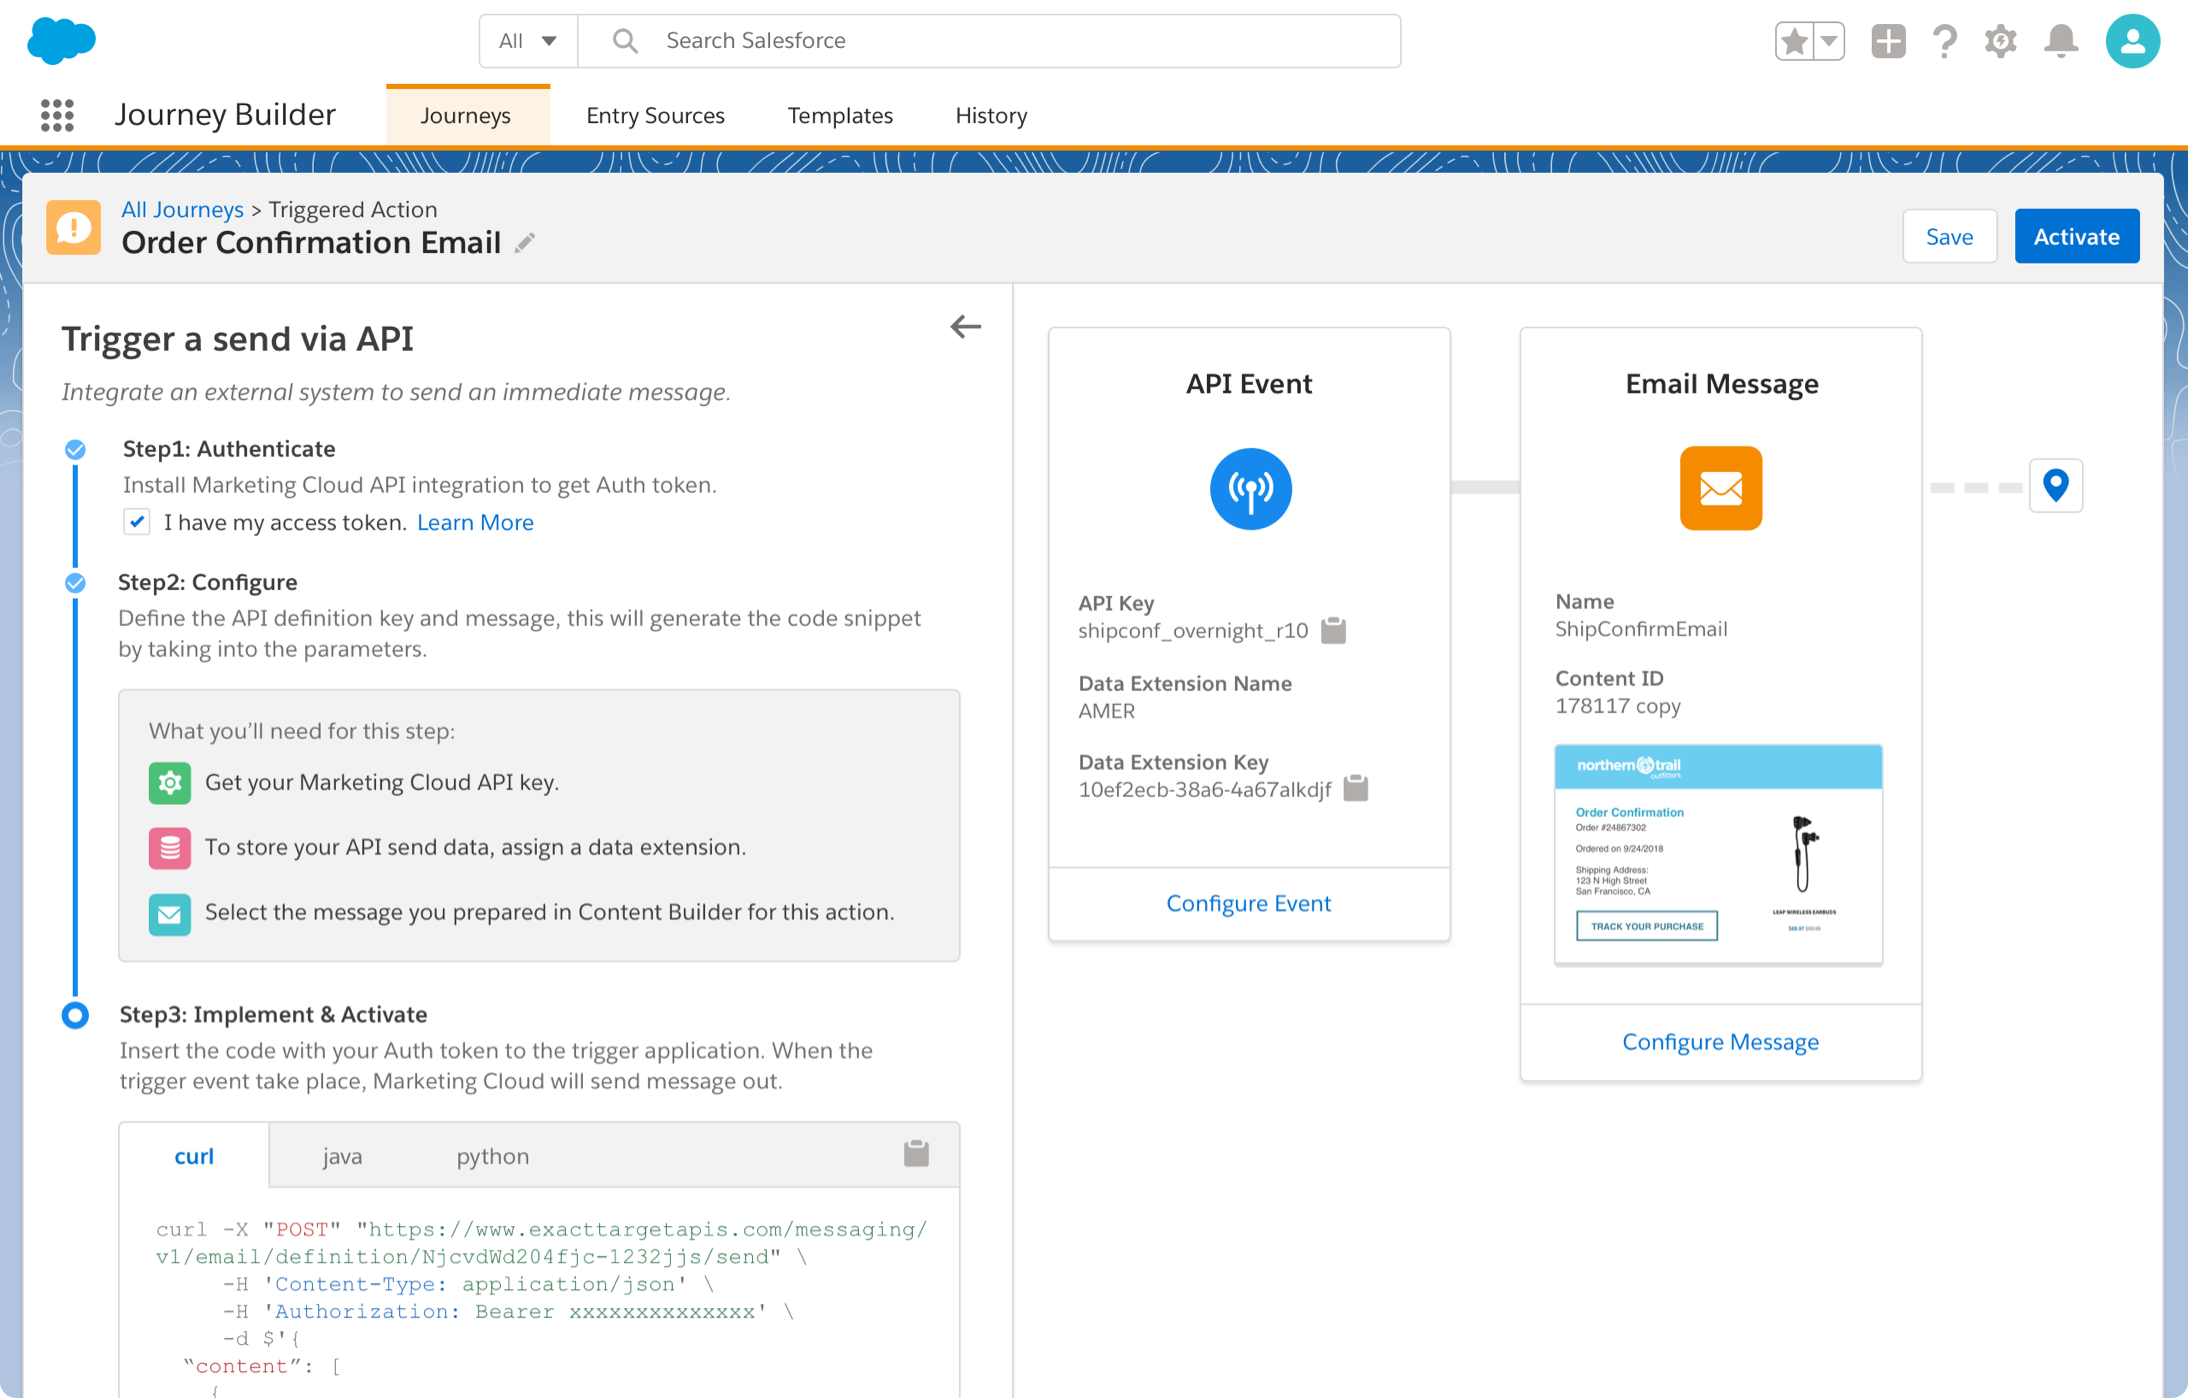 All
Search Salesforce
Journey Builder
Journeys
Entry Sources
Templates
History
All Journeys > Triggered Action
Order Confirmation Email
Save
Activate
Trigger a send via API
Integrate an external system to send an immediate message.
Step1: Authenticate
Install Marketing Cloud API integration to get Auth token.
I have my access token. Learn More
Step2: Configure
Define the API definition key and message, this will generate the code snippet
by taking into the parameters.
What you’ll need for this step:
Get your Marketing Cloud API key.
To store your API send data, assign a data extension.
Select the message you prepared in Content Builder for this action.
Step3: Implement & Activate
Insert the code with your Auth token to the trigger application. When the
trigger event take place, Marketing Cloud will send message out.
curl
java
python
curl -X "POST" "https://www.exacttargetapis.com/messaging/
v1/email/definition/NjcvdWd204fjc-1232jjs/send" \
-H 'Content-Type: application/json' \
-H 'Authorization: Bearer xxxxxxxxxxxxxx' \
-d $'{
“content”: [
{
API Event
API Key
shipconf_overnight_r10
Data Extension Name
AMER
Data Extension Key
10ef2ecb-38a6-4a67alkdjf
Configure Event
Email Message
Name
ShipConfirmEmail
Content ID
178117 copy
northern trail
outfitters
Order Confirmation
Order #24867302
Ordered on 9/24/2018
Shipping Address:
123 N High Street
San Francisco, CA
TRACK YOUR PURCHASE
LEAF WIRELESS EARBUDS
Configure Message